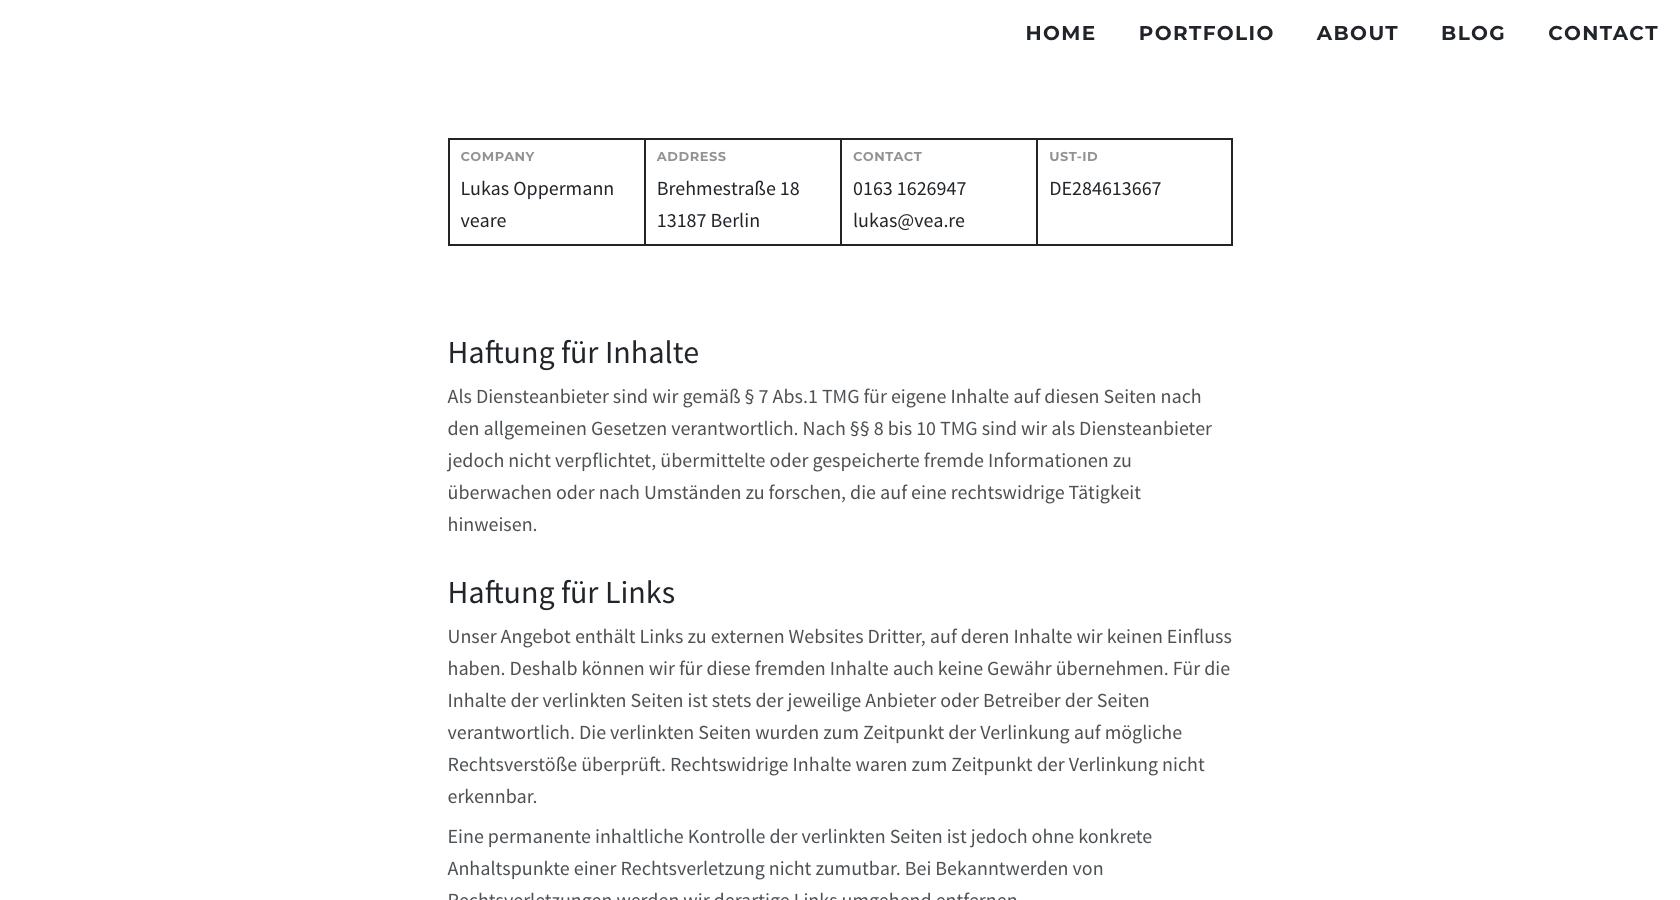 HOME PORTFOLIO ABOUT BLOG CONTACT
COMPANY
Lukas Oppermann
veare
ADDRESS
Brehmestraße 18
13187 Berlin
CONTACT
0163 1626947
lukas@vea.re
UST-ID
DE284613667
Haftung für Inhalte
Als Diensteanbieter sind wir gemäß § 7 Abs.1 TMG für eigene Inhalte auf diesen Seiten nach
den allgemeinen Gesetzen verantwortlich. Nach §§ 8 bis 10 TMG sind wir als Diensteanbieter
jedoch nicht verpflichtet, übermittelte oder gespeicherte fremde Informationen zu
überwachen oder nach Umständen zu forschen, die auf eine rechtswidrige Tätigkeit
hinweisen.
Haftung für Links
Unser Angebot enthält Links zu externen Websites Dritter, auf deren Inhalte wir keinen Einfluss
haben. Deshalb können wir für diese fremden Inhalte auch keine Gewähr übernehmen. Für die
Inhalte der verlinkten Seiten ist stets der jeweilige Anbieter oder Betreiber der Seiten
verantwortlich. Die verlinkten Seiten wurden zum Zeitpunkt der Verlinkung auf mögliche
Rechtsverstöße überprüft. Rechtswidrige Inhalte waren zum Zeitpunkt der Verlinkung nicht
erkennbar.
Eine permanente inhaltliche Kontrolle der verlinkten Seiten ist jedoch ohne konkrete
Anhaltspunkte einer Rechtsverletzung nicht zumutbar. Bei Bekanntwerden von
Rechtsverletzungen werden wir derartige Links umgehend entfernen.